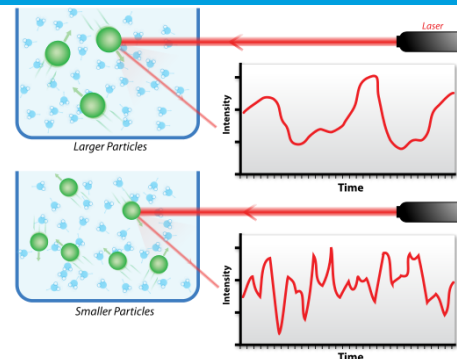 Laser
Intensity
Time
Larger Particles
Intensity
Time
Smaller Particles